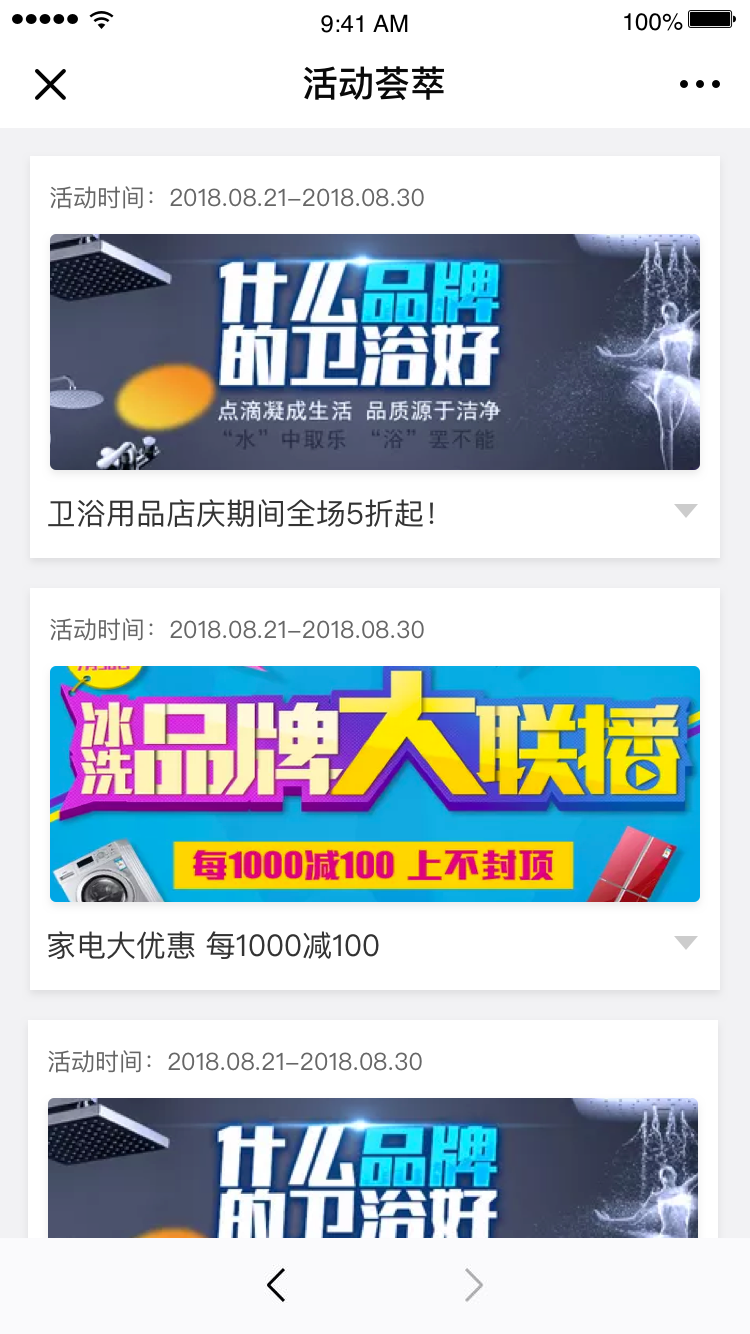 9:41 AM
100%
活动荟萃
活动时间：2018.08.21-2018.08.30
什么品牌
的卫浴好
点滴凝成生活 品质源于洁净
“水”中取乐 “浴”罢不能
卫浴用品店庆期间全场5折起！
活动时间：2018.08.21-2018.08.30
冰洗品牌大联播
每1000减100 上不封顶
家电大优惠 每1000减100
活动时间：2018.08.21-2018.08.30
什么品牌
的卫浴好